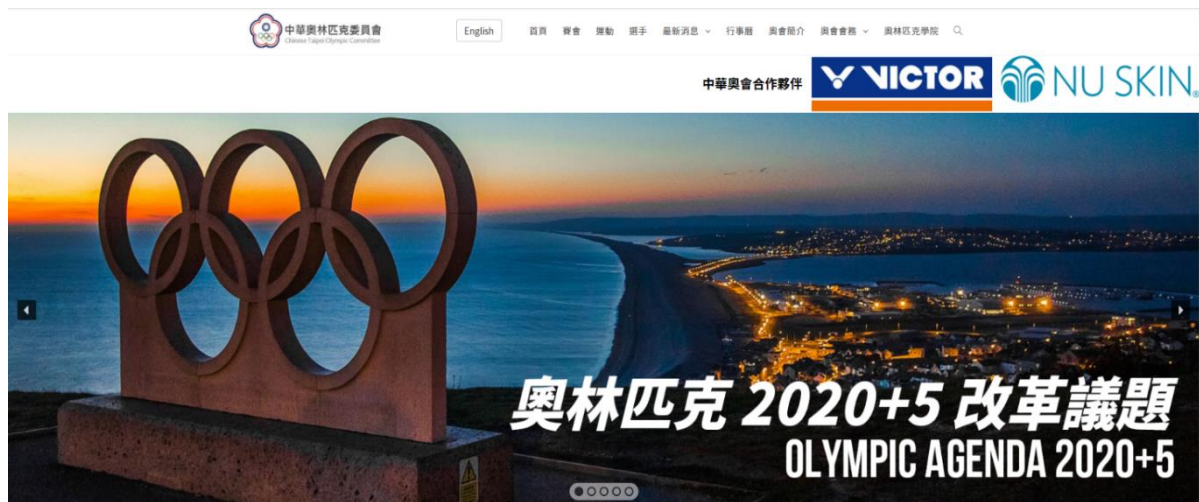 中華奧林匹克委員會
Chinese Taipei Olympic Committee
English 首頁 賽會 運動 選手 最新消息 行事曆 奧會簡介 奧會會務 奧林匹克學院
中華奧會合作夥伴 VICTOR NU SKIN®
奧林匹克 2020+5 改革議題
OLYMPIC AGENDA 2020+5